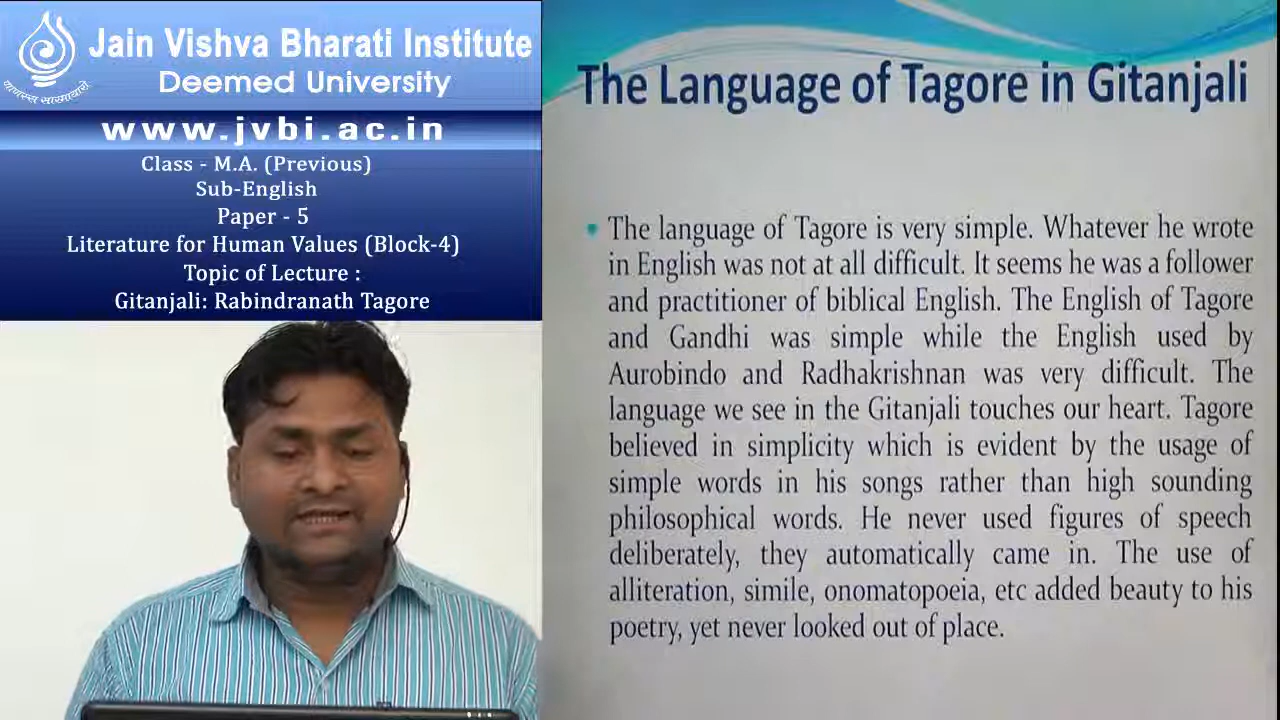 Jain Vishva Bharati Institute
Deemed University
www.jvbi.ac.in
Class - M.A. (Previous)
Sub-English
Paper - 5
Literature for Human Values (Block-4)
Topic of Lecture :
Gitanjali: Rabindranath Tagore
The Language of Tagore in Gitanjali
• The language of Tagore is very simple. Whatever he wrote
in English was not at all difficult. It seems he was a follower
and practitioner of biblical English. The English of Tagore
and Gandhi was simple while the English used by
Aurobindo and Radhakrishnan was very difficult. The
language we see in the Gitanjali touches our heart. Tagore
believed in simplicity which is evident by the usage of
simple words in his songs rather than high sounding
philosophical words. He never used figures of speech
deliberately, they automatically came in. The use of
alliteration, simile, onomatopoeia, etc added beauty to his
poetry, yet never looked out of place.